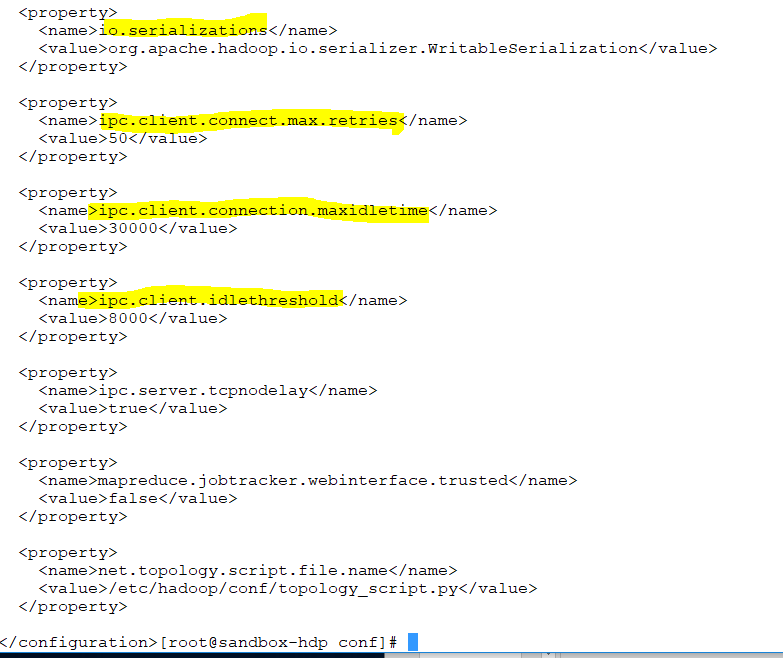 <property>
<name>io.serializations</name>
<value>org.apache.hadoop.io.serializer.WritableSerialization</value>
</property>
<property>
<name>ipc.client.connect.max.retries</name>
<value>50</value>
</property>
<property>
<name>ipc.client.connection.maxidletime</name>
<value>30000</value>
</property>
<property>
<name>ipc.client.idlethreshold</name>
<value>8000</value>
</property>
<property>
<name>ipc.server.tcpnodelay</name>
<value>true</value>
</property>
<property>
<name>mapreduce.jobtracker.webinterface.trusted</name>
<value>false</value>
</property>
<property>
<name>net.topology.script.file.name</name>
<value>/etc/hadoop/conf/topology_script.py</value>
</property>
</configuration>[root@sandbox-hdp conf]#